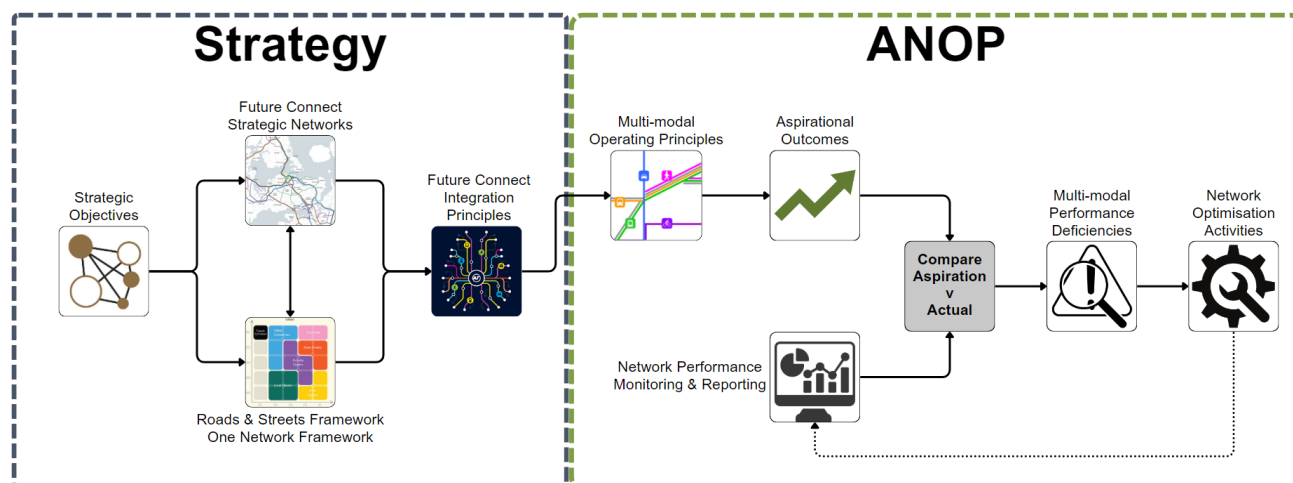 Strategy
ANOP
Future Connect
Strategic Networks
Strategic
Objectives
Future Connect
Integration
Principles
Roads & Streets Framework
One Network Framework
Multi-modal
Operating Principles
Aspirational
Outcomes
Compare
Aspiration
v
Actual
Network Performance
Monitoring & Reporting
Multi-modal
Performance
Deficiencies
Network
Optimisation
Activities